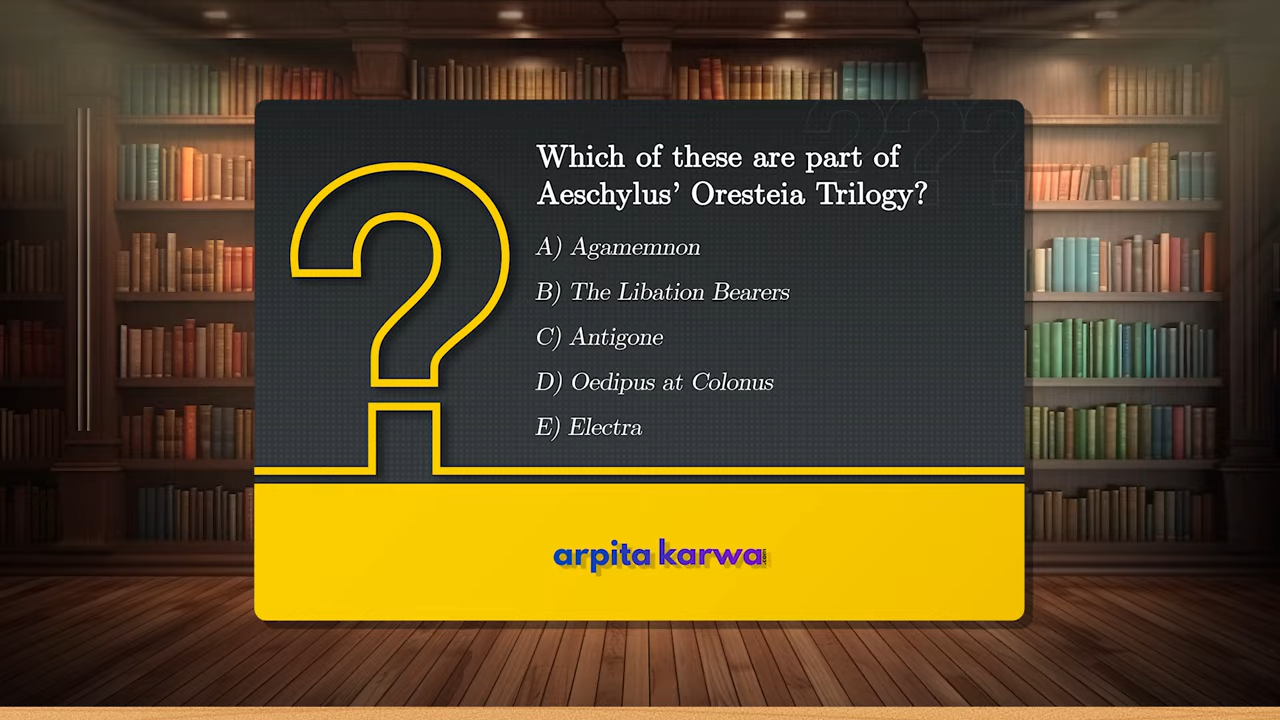 Which of these are part of
Aeschylus’ Oresteia Trilogy?
A) Agamemnon
B) The Libation Bearers
C) Antigone
D) Oedipus at Colonus
E) Electra
arpita karwa.com